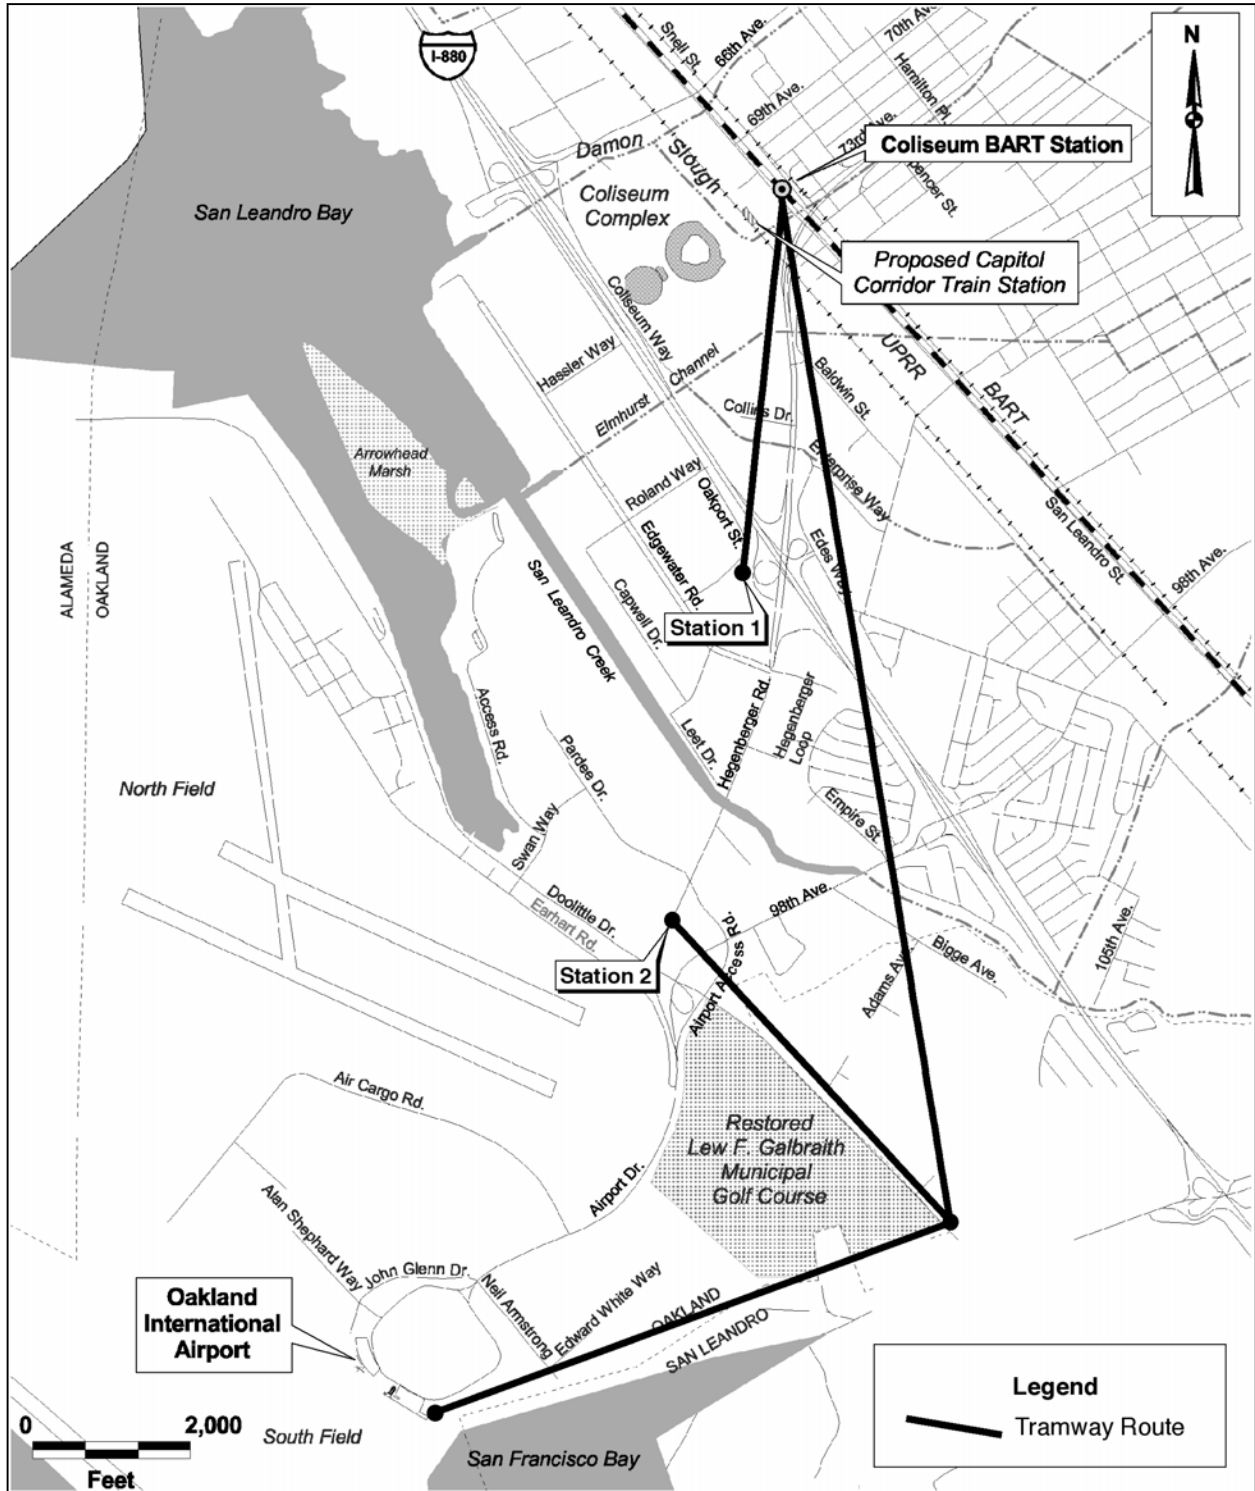 I-880
Snell St.
66th Ave.
70th Ave.
Hamilton Pl.
69th Ave.
73rd Ave.
Spencer St.
N
Damon
Slough
Coliseum BART Station
San Leandro Bay
Coliseum
Complex
Proposed Capitol
Corridor Train Station
Coliseum Way
Hassler Way
Elmhurst
Channel
UPRR
BART
Baldwin St.
Collins Dr.
Enterprise Way
Arrowhead
Marsh
Roland Way
Oakport St.
Edgewater Rd.
Edes Way
San Leandro St.
98th Ave.
ALAMEDA
OAKLAND
Capwell Dr.
San Leandro Creek
Station 1
Access Rd.
Pardee Dr.
Leet Dr.
Hegenberger Rd.
Hegenberger
Loop
North Field
Empire St.
Swan Way
Doolittle Dr.
Earhart Rd.
98th Ave.
Station 2
Airport Access Rd.
Adams Ave.
Bigge Ave.
105th Ave.
Air Cargo Rd.
Restored
Lew F. Galbraith
Municipal
Golf Course
Airport Dr.
Alan Shephard Way
John Glenn Dr.
Neil Armstrong
Edward White Way
OAKLAND
SAN LEANDRO
Oakland
International
Airport
0 2,000
Feet
South Field
San Francisco Bay
Legend
Tramway Route